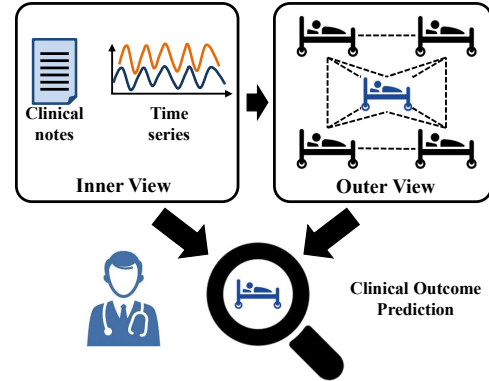 Clinical
notes
Time
series
Inner View
Outer View
Clinical Outcome
Prediction